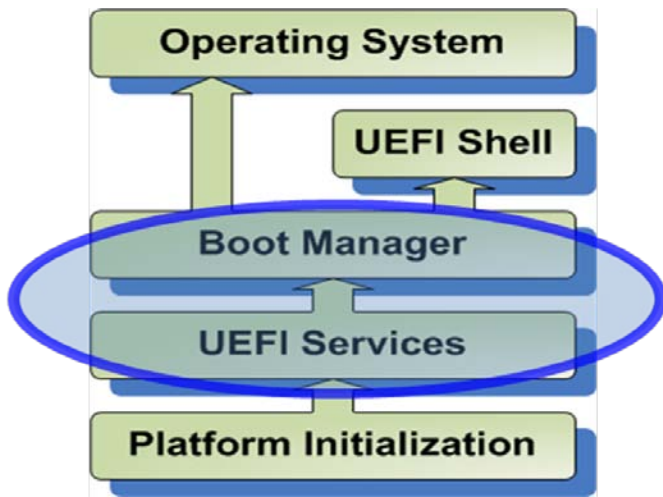 Operating System
UEFI Shell
Boot Manager
UEFI Services
Platform Initialization